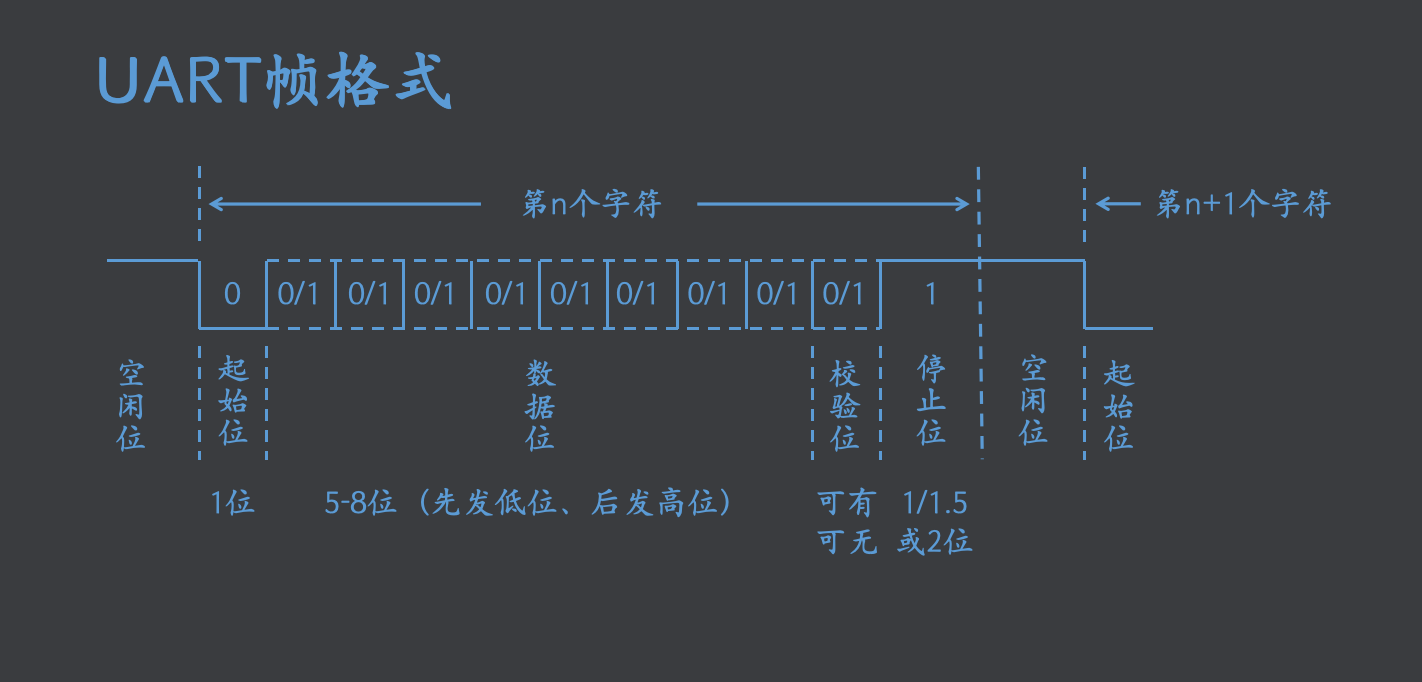 UART帧格式
第n个字符
第n+1个字符
0 0/1 0/1 0/1 0/1 0/1 0/1 0/1 0/1 0/1 1
空闲位
起始位
数据位
校验位
停止位
空闲位
起始位
1位
5-8位（先发低位、后发高位）
可有
可无
1/1.5
或2位